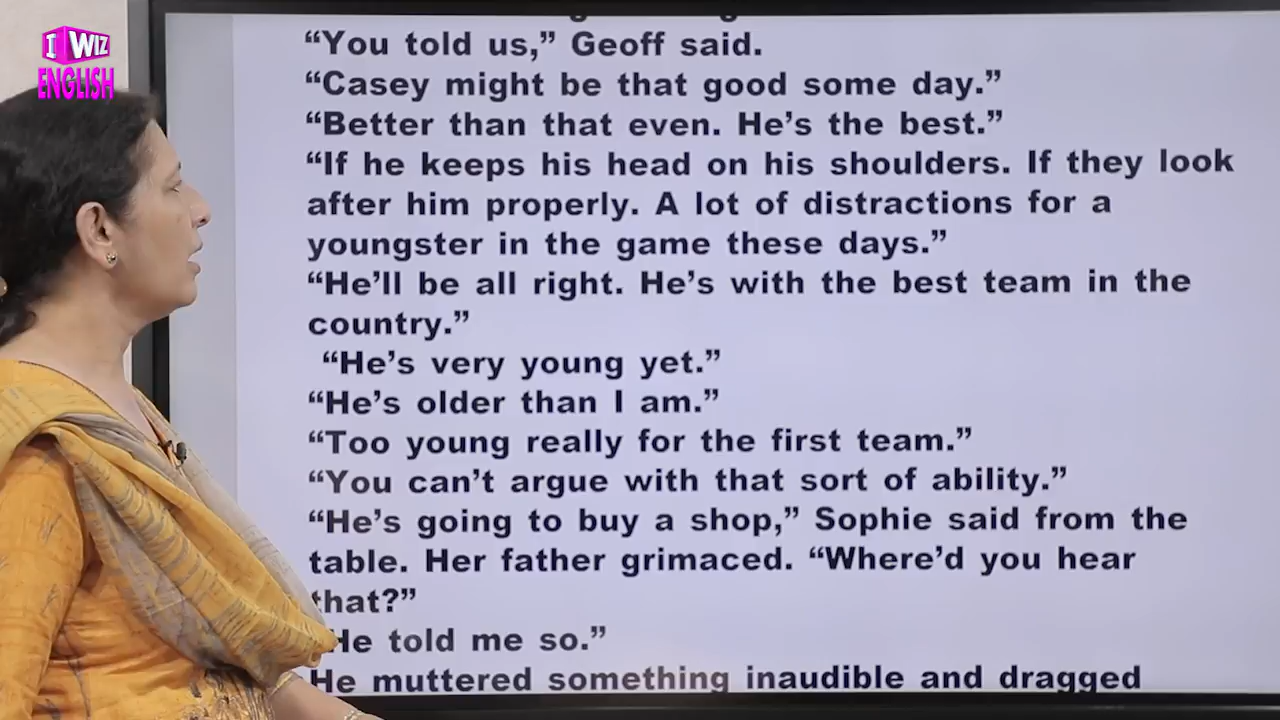 I WIZ
ENGLISH
“You told us,” Geoff said.
“Casey might be that good some day.”
“Better than that even. He’s the best.”
“If he keeps his head on his shoulders. If they look
after him properly. A lot of distractions for a
youngster in the game these days.”
“He’ll be all right. He’s with the best team in the
country.”
“He’s very young yet.”
“He’s older than I am.”
“Too young really for the first team.”
“You can’t argue with that sort of ability.”
“He’s going to buy a shop,” Sophie said from the
table. Her father grimaced. “Where’d you hear
that?”
He told me so.”
He muttered something inaudible and dragged